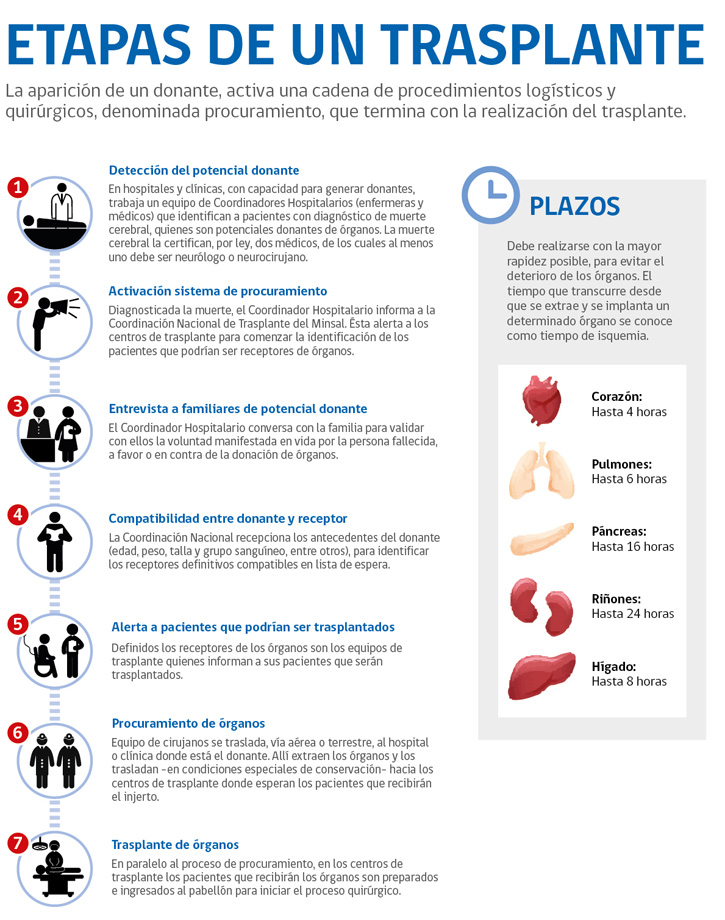 ETAPAS DE UN TRASPLANTE
La aparición de un donante, activa una cadena de procedimientos logísticos y
quirúrgicos, denominada procuramiento, que termina con la realización del trasplante.
1
Detección del potencial donante
En hospitales y clínicas, con capacidad para generar donantes,
trabaja un equipo de Coordinadores Hospitalarios (enfermeras y
médicos) que identifican a pacientes con diagnóstico de muerte
cerebral, quienes son potenciales donantes de órganos. La muerte
cerebral la certifican, por ley, dos médicos, de los cuales al menos
uno debe ser neurólogo o neurocirujano.
2
Activación sistema de procuramiento
Diagnosticada la muerte, el Coordinador Hospitalario informa a la
Coordinación Nacional de Trasplante del Minsal. Ésta alerta a los
centros de trasplante para comenzar la identificación de los
pacientes que podrían ser receptores de órganos.
3
Entrevista a familiares de potencial donante
El Coordinador Hospitalario conversa con la familia para validar
con ellos la voluntad manifestada en vida por la persona fallecida,
a favor o en contra de la donación de órganos.
4
Compatibilidad entre donante y receptor
La Coordinación Nacional recepciona los antecedentes del donante
(edad, peso, talla y grupo sanguíneo, entre otros), para identificar
los receptores definitivos compatibles en lista de espera.
5
Alerta a pacientes que podrían ser trasplantados
Definidos los receptores de los órganos son los equipos de
trasplante quienes informan a sus pacientes que serán
trasplantados.
6
Procuramiento de órganos
Equipo de cirujanos se traslada, vía aérea o terrestre, al hospital
o clínica donde está el donante. Allí extraen los órganos y los
trasladan –en condiciones especiales de conservación– hacia los
centros de trasplante donde esperan los pacientes que recibirán
el injerto.
7
Trasplante de órganos
En paralelo al proceso de procuramiento, en los centros de
trasplante los pacientes que recibirán los órganos son preparados
e ingresados al pabellón para iniciar el proceso quirúrgico.
PLAZOS
Debe realizarse con la mayor
rapidez posible, para evitar el
deterioro de los órganos. El
tiempo que transcurre desde
que se extrae y se implanta un
determinado órgano se conoce
como tiempo de isquemia.
Corazón:
Hasta 4 horas
Pulmones:
Hasta 6 horas
Páncreas:
Hasta 16 horas
Riñones:
Hasta 24 horas
Hígado:
Hasta 8 horas